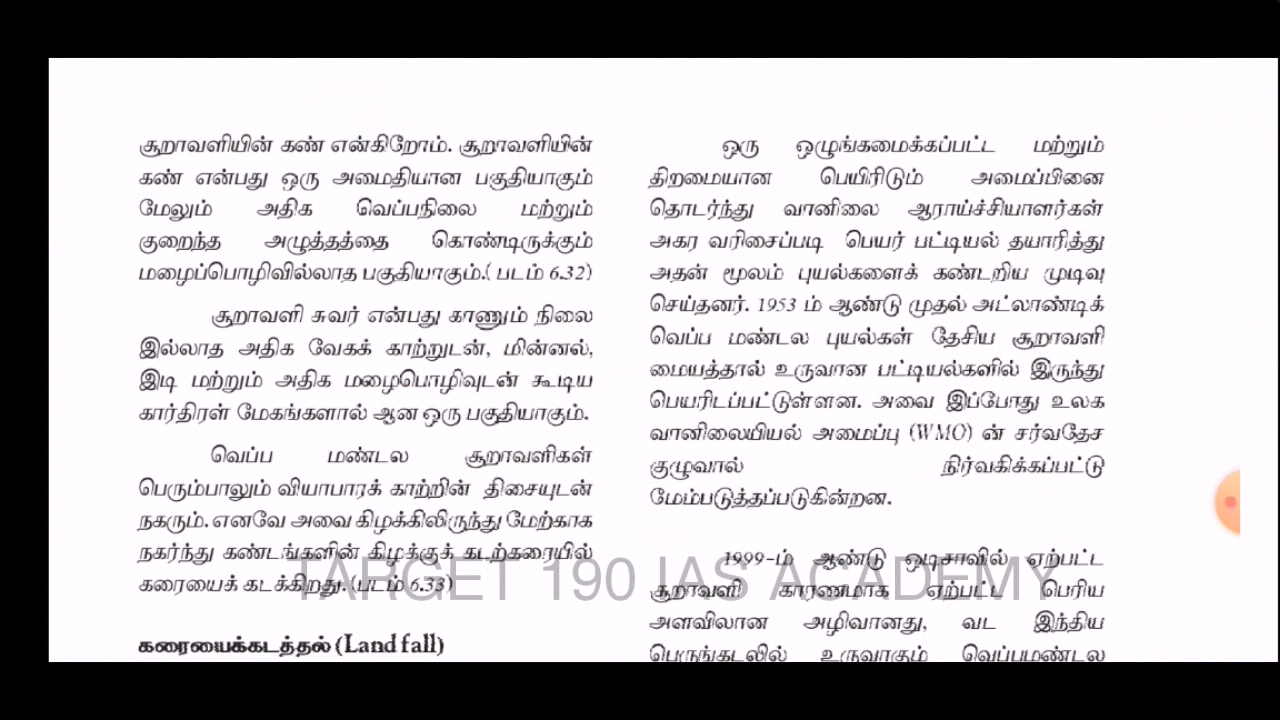 சூறாவளியின் கண் என்கிறோம். சூறாவளியின்
கண் என்பது ஒரு அமைதியான பகுதியாகும்
மேலும் அதிக வெப்பநிலை மற்றும்
குறைந்த அழுத்தத்தை கொண்டிருக்கும்
மழைப்பொழிவில்லாத பகுதியாகும்.( படம் 6.32)
சூறாவளி சுவர் என்பது காணும் நிலை
இல்லாத அதிக வேகக் காற்றுடன், மின்னல்,
இடி மற்றும் அதிக மழைபொழிவுடன் கூடிய
கார்திரள் மேகங்களால் ஆன ஒரு பகுதியாகும்.
வெப்ப மண்டல சூறாவளிகள்
பெரும்பாலும் வியாபாரக் காற்றின் திசையுடன்
நகரும். எனவே அவை கிழக்கிலிருந்து மேற்காக
நகர்ந்து கண்டங்களின் கிழக்குக் கடற்கரையில்
கரையைக் கடக்கிறது. (படம் 6.33)
கரையைக்கடத்தல் (Land fall)
ஒரு ஒழுங்கமைக்கப்பட்ட மற்றும்
திறமையான பெயிரிடும் அமைப்பினை
தொடர்ந்து வானிலை ஆராய்ச்சியாளர்கள்
அகர வரிசைப்படி பெயர் பட்டியல் தயாரித்து
அதன் மூலம் புயல்களைக் கண்டறிய முடிவு
செய்தனர். 1953 ம் ஆண்டு முதல் அட்லாண்டிக்
வெப்ப மண்டல புயல்கள் தேசிய சூறாவளி
மையத்தால் உருவான பட்டியல்களில் இருந்து
பெயரிடப்பட்டுள்ளன. அவை இப்போது உலக
வானிலையியல் அமைப்பு (WMO) ன் சர்வதேச
குழுவால் நிர்வகிக்கப்பட்டு
மேம்படுத்தப்படுகின்றன.
1999-ம் ஆண்டு ஒடிசாவில் ஏற்பட்ட
சூறாவளி காரணமாக ஏற்பட்ட பெரிய
அளவிலான அழிவானது, வட இந்திய
பெருங்கடலில் உருவாகும் வெப்பமண்டல
TARGET 190 IAS ACADEMY